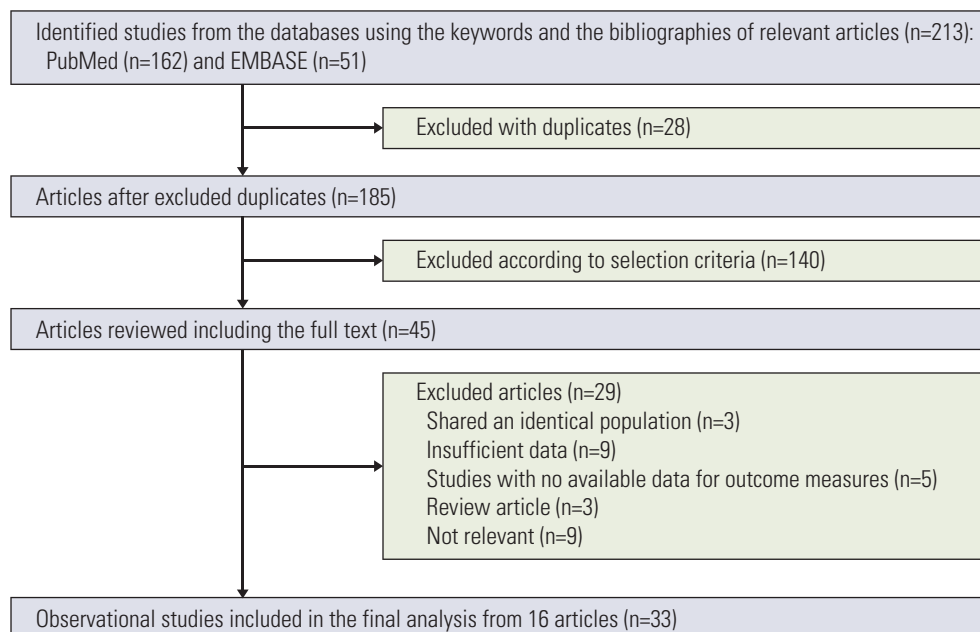 Identified studies from the databases using the keywords and the bibliographies of relevant articles (n=213):
PubMed (n=162) and EMBASE (n=51)
Excluded with duplicates (n=28)
Articles after excluded duplicates (n=185)
Excluded according to selection criteria (n=140)
Articles reviewed including the full text (n=45)
Excluded articles (n=29)
Shared an identical population (n=3)
Insufficient data (n=9)
Studies with no available data for outcome measures (n=5)
Review article (n=3)
Not relevant (n=9)
Observational studies included in the final analysis from 16 articles (n=33)